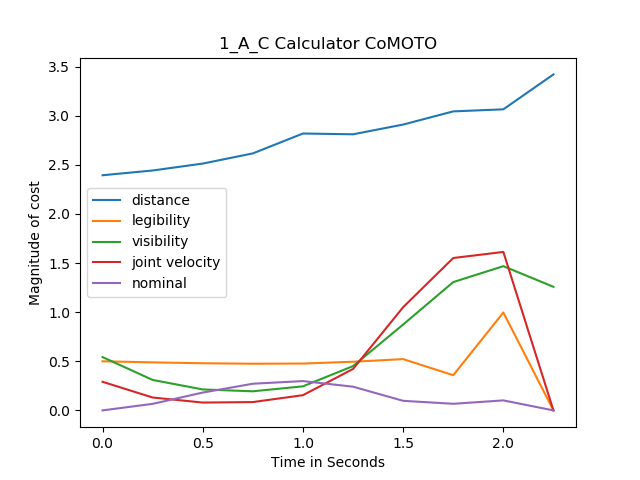 1_A_C Calculator CoMOTO
Magnitude of cost
3.5
3.0
2.5
2.0
1.5
1.0
0.5
0.0
distance
legibility
visibility
joint velocity
nominal
0.0 0.5 1.0 1.5 2.0
Time in Seconds